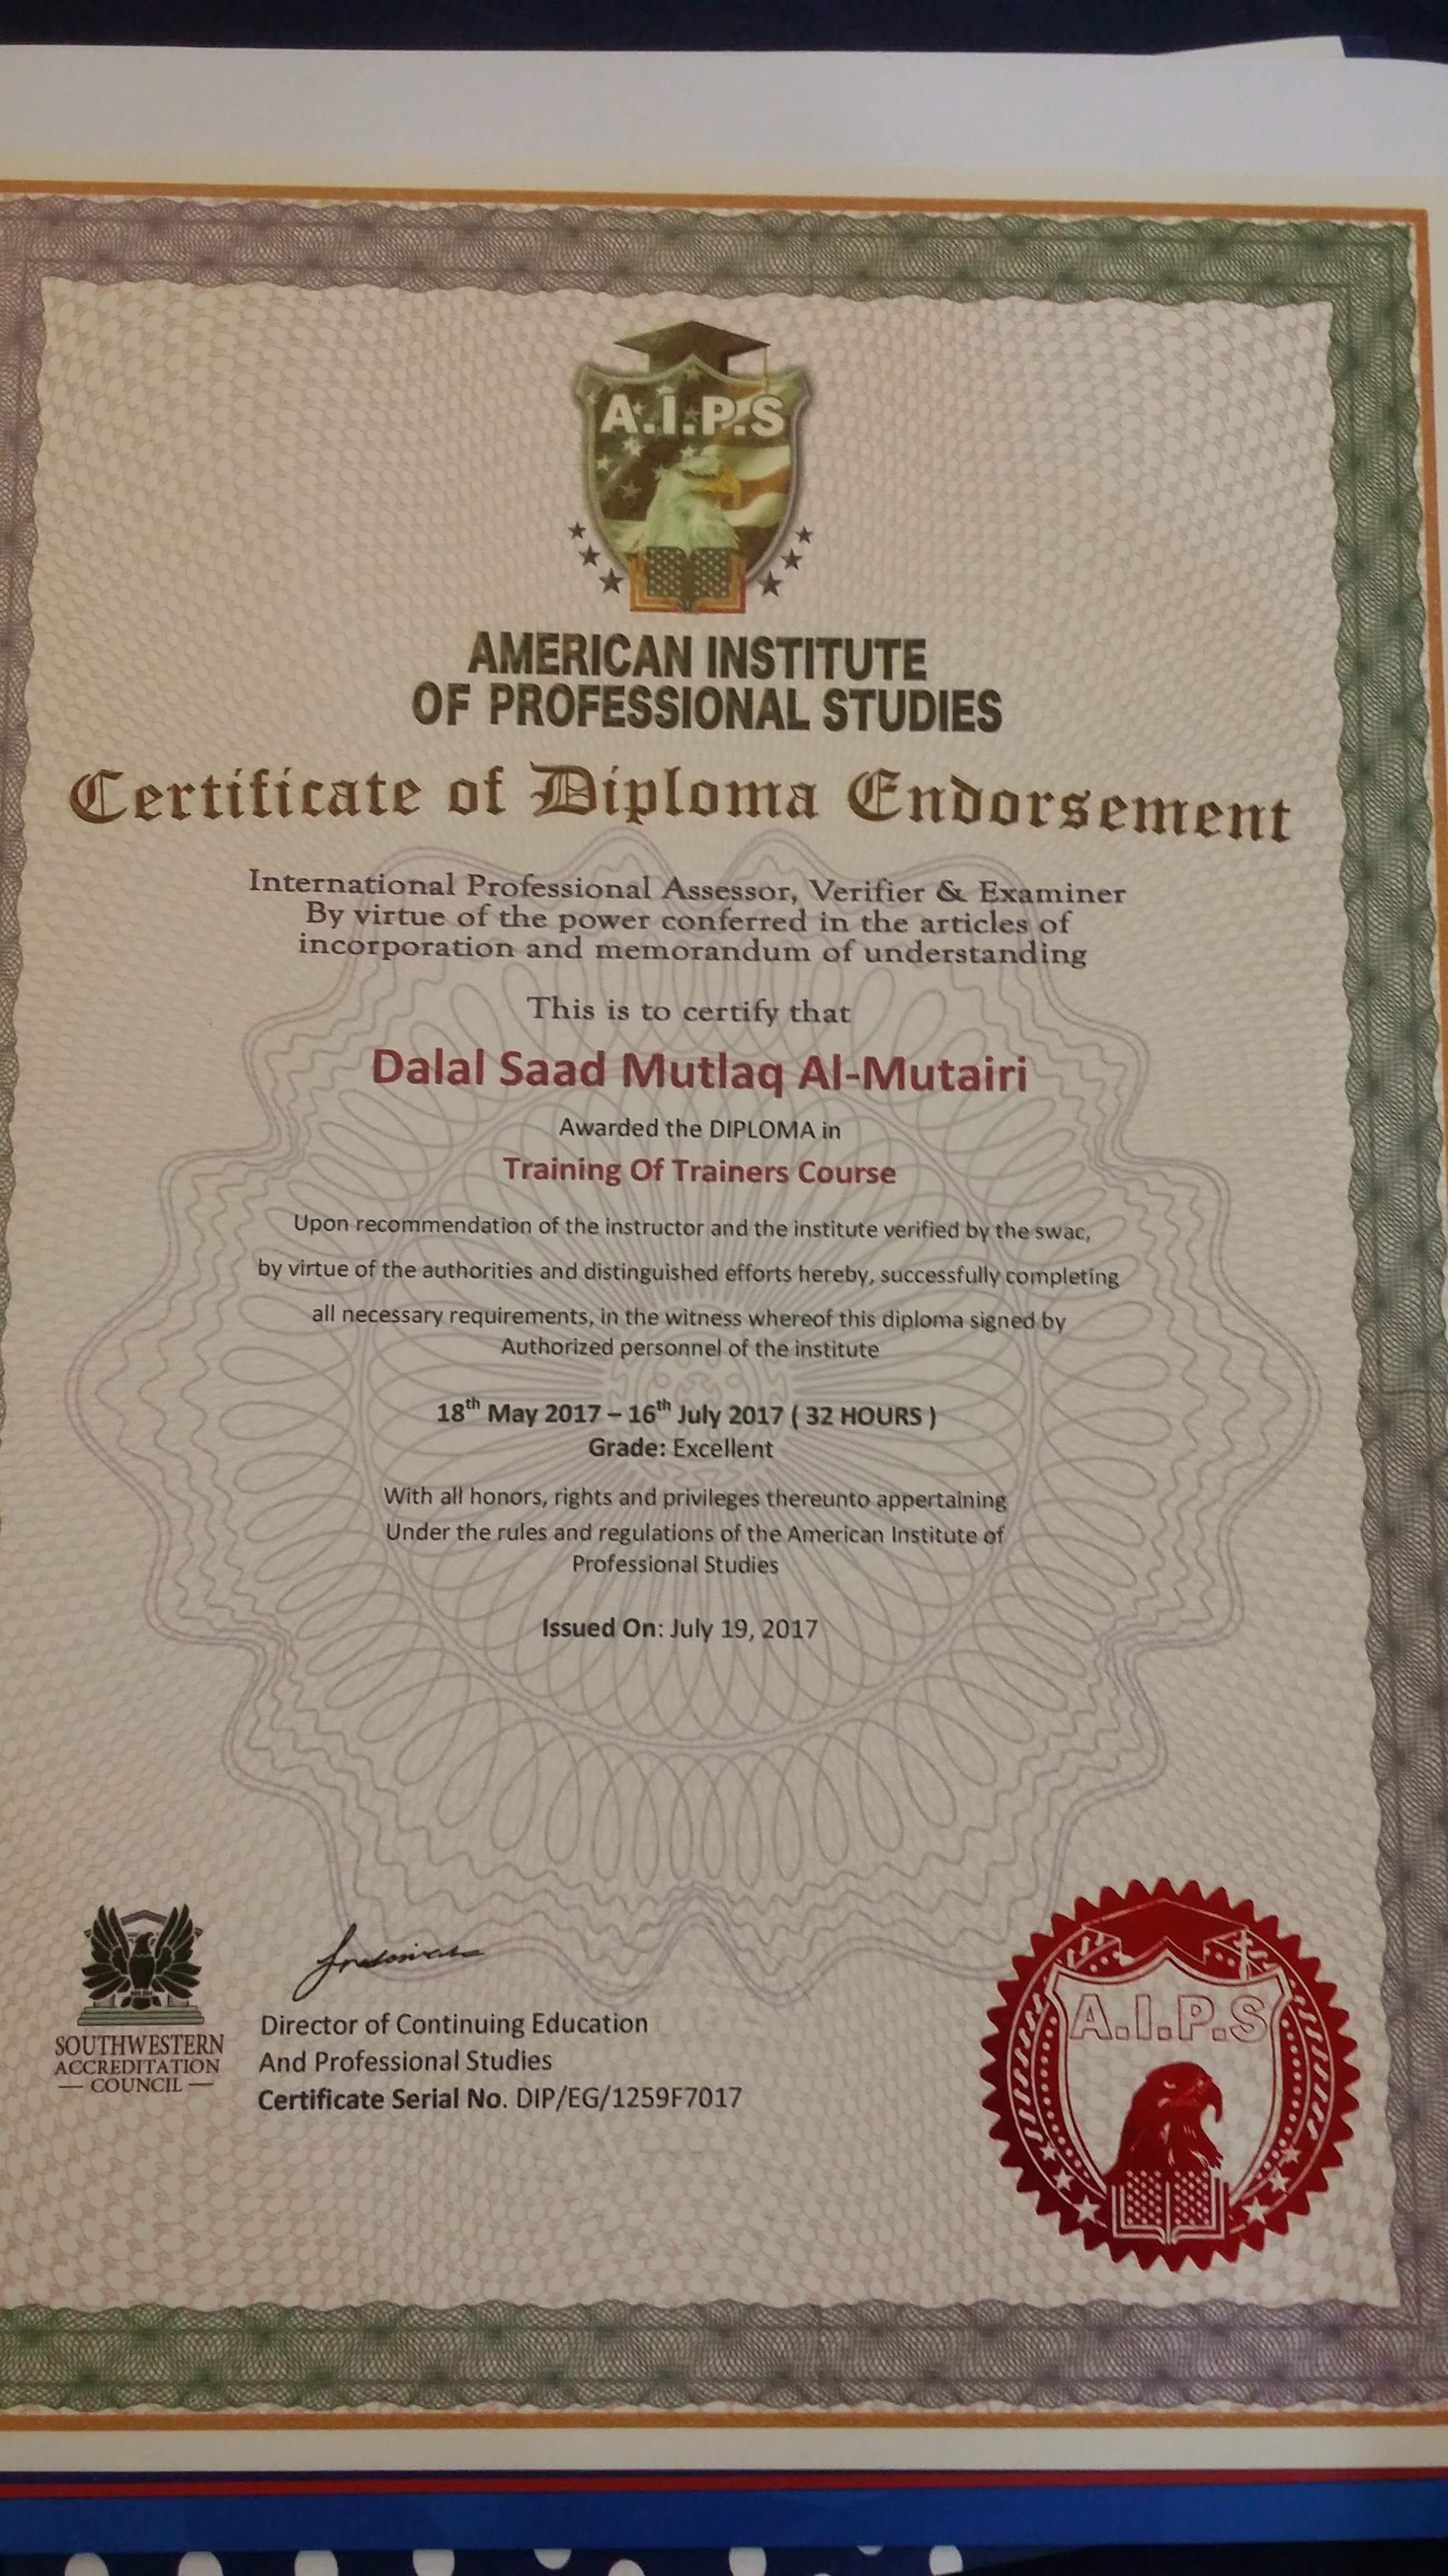 A.I.P.S
AMERICAN INSTITUTE
OF PROFESSIONAL STUDIES
Certificate of Diploma Endorsement
International Professional Assessor, Verifier & Examiner
By virtue of the power conferred in the articles of
incorporation and memorandum of understanding
This is to certify that
Dalal Saad Mutlaq Al-Mutairi
Awarded the DIPLOMA in
Training Of Trainers Course
Upon recommendation of the instructor and the institute verified by the swac,
by virtue of the authorities and distinguished efforts hereby, successfully completing
all necessary requirements, in the witness whereof this diploma signed by
Authorized personnel of the institute
18th May 2017 – 16th July 2017 ( 32 HOURS )
Grade: Excellent
With all honors, rights and privileges thereunto appertaining
Under the rules and regulations of the American Institute of
Professional Studies
Issued On: July 19, 2017
SOUTHWESTERN
ACCREDITATION
COUNCIL
Director of Continuing Education
And Professional Studies
Certificate Serial No. DIP/EG/1259F7017
A.I.P.S